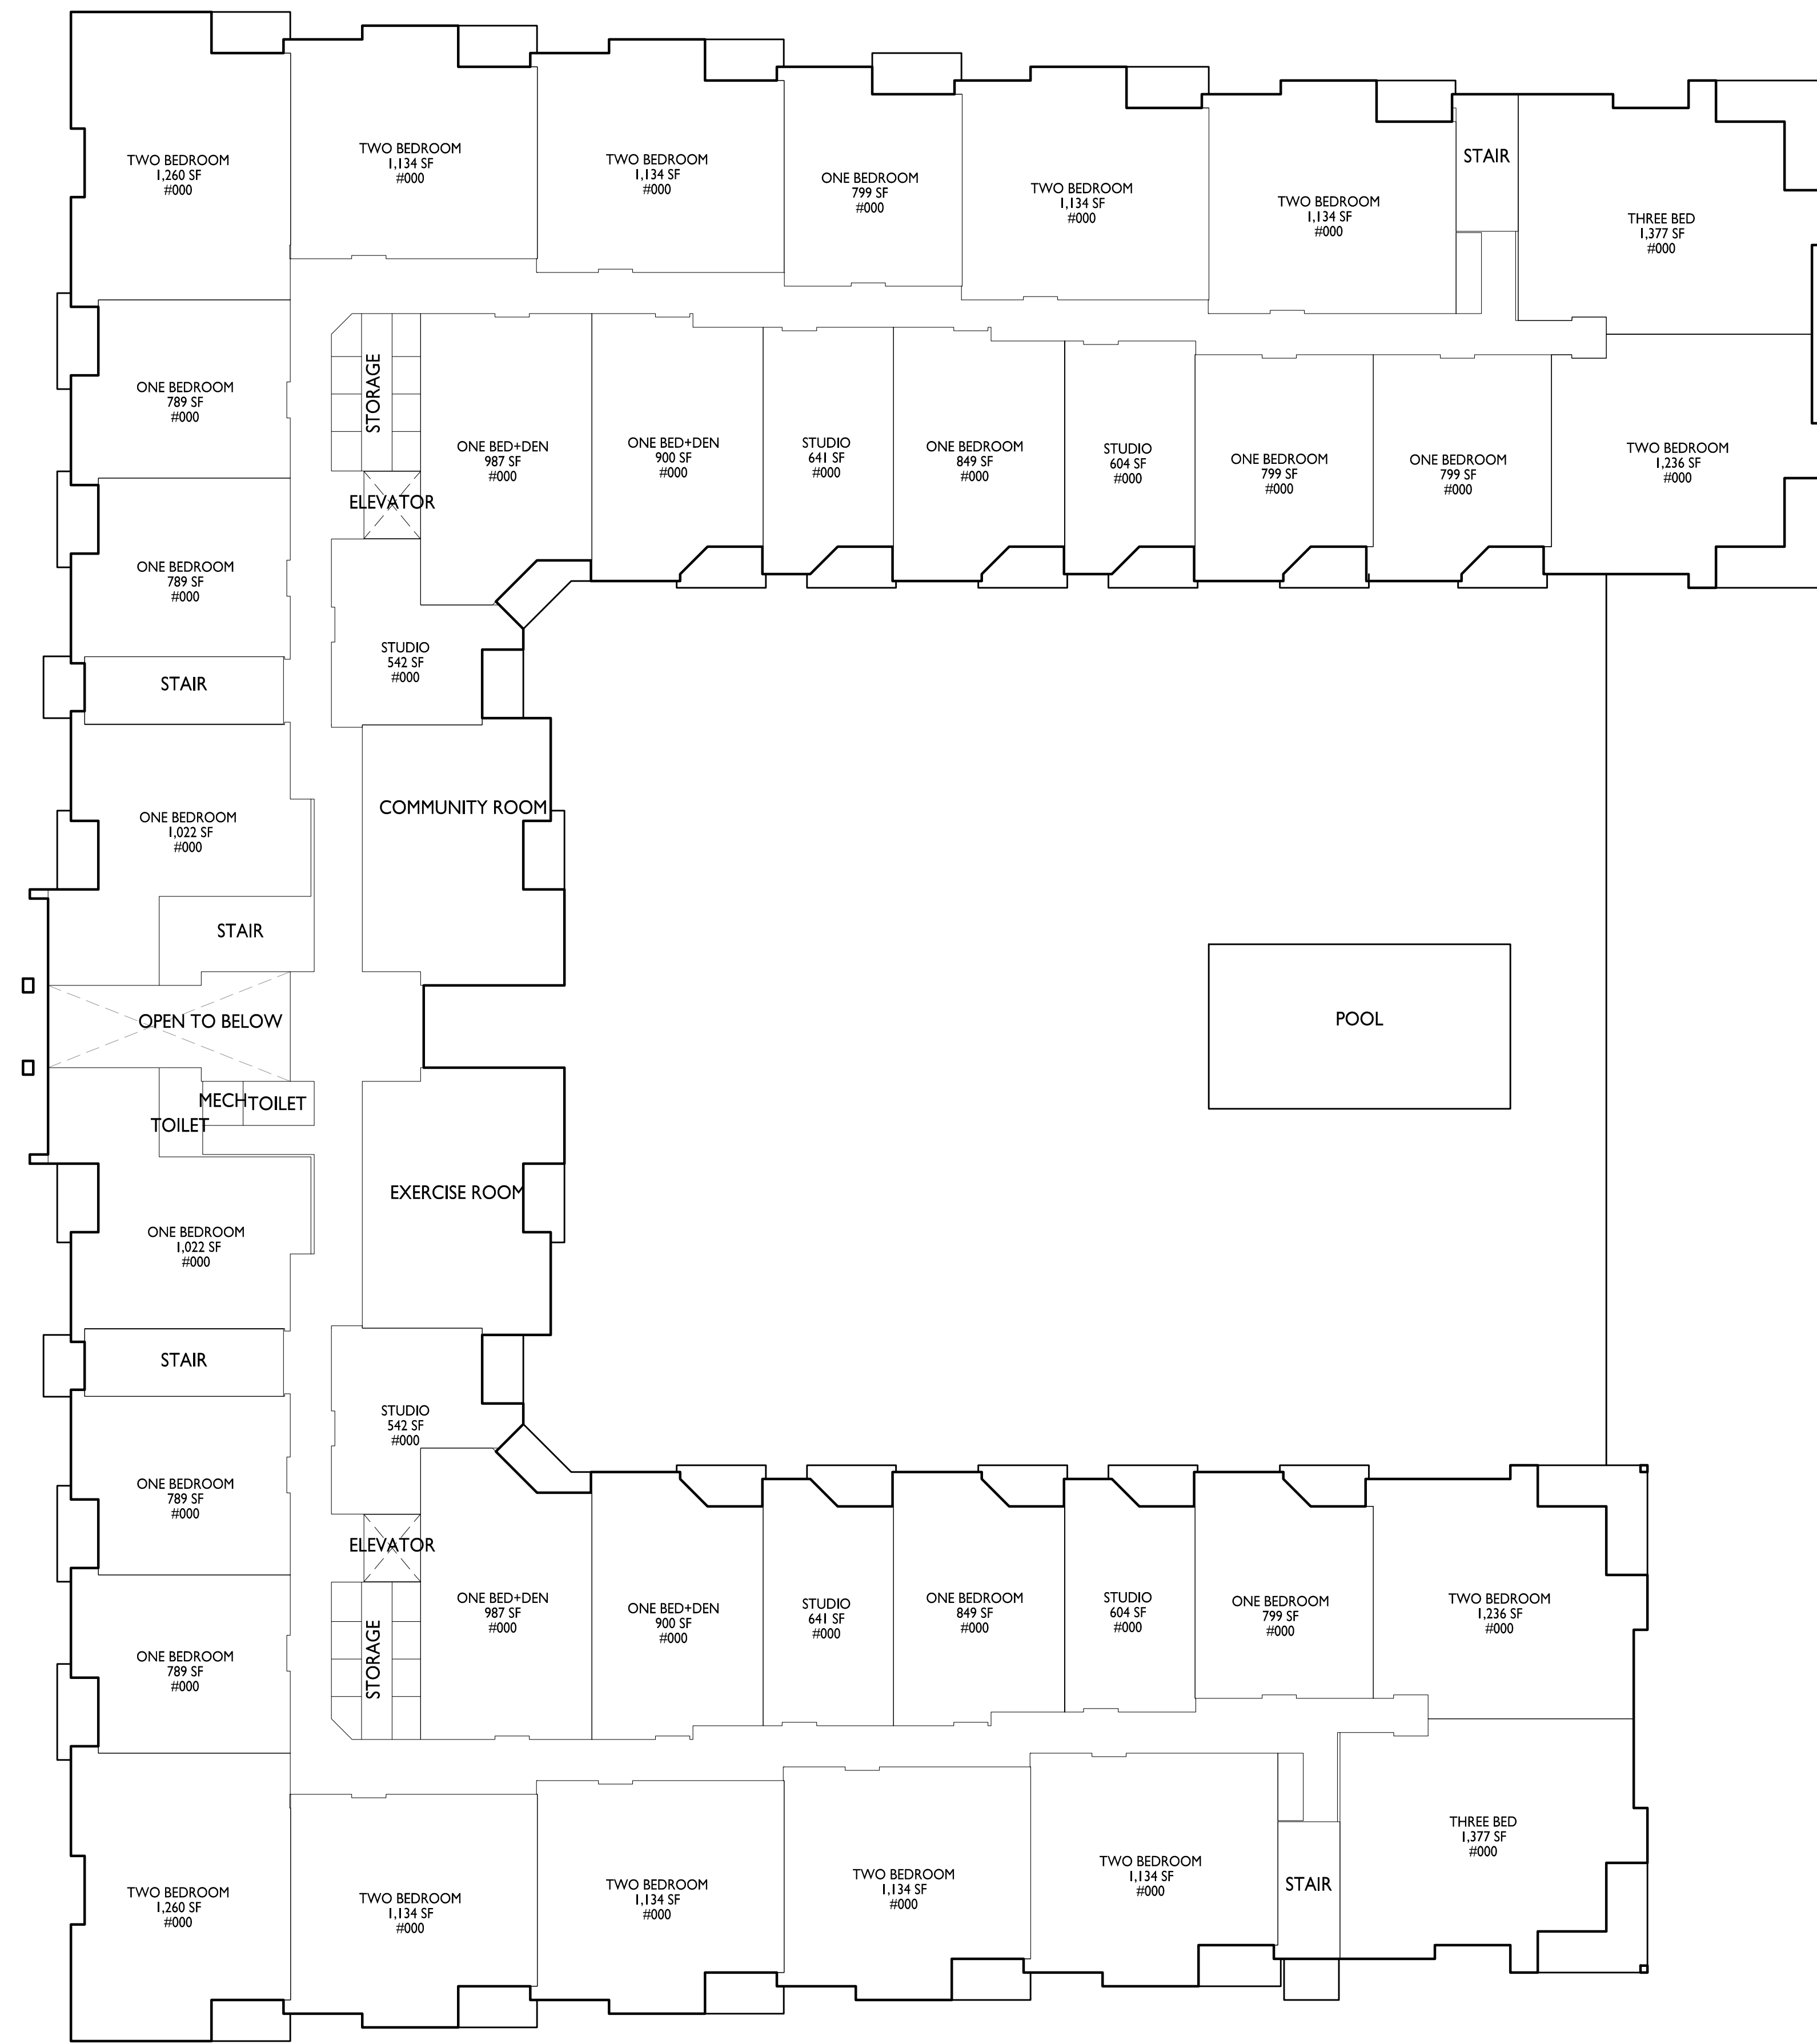 TWO BEDROOM
1,260 SF
#000
TWO BEDROOM
1,134 SF
#000
TWO BEDROOM
1,134 SF
#000
ONE BEDROOM
799 SF
#000
TWO BEDROOM
1,134 SF
#000
TWO BEDROOM
1,134 SF
#000
STAIR
THREE BED
1,377 SF
#000
ONE BEDROOM
789 SF
#000
STORAGE
ONE BED+DEN
987 SF
#000
ONE BED+DEN
900 SF
#000
STUDIO
641 SF
#000
ONE BEDROOM
849 SF
#000
STUDIO
604 SF
#000
ONE BEDROOM
799 SF
#000
ONE BEDROOM
799 SF
#000
TWO BEDROOM
1,236 SF
#000
ELEVATOR
ONE BEDROOM
789 SF
#000
STUDIO
542 SF
#000
STAIR
ONE BEDROOM
1,022 SF
#000
COMMUNITY ROOM
STAIR
OPEN TO BELOW
POOL
MECH
TOILET
TOILET
EXERCISE ROOM
ONE BEDROOM
1,022 SF
#000
STAIR
STUDIO
542 SF
#000
ONE BEDROOM
789 SF
#000
ELEVATOR
ONE BED+DEN
987 SF
#000
ONE BED+DEN
900 SF
#000
STUDIO
641 SF
#000
ONE BEDROOM
849 SF
#000
STUDIO
604 SF
#000
ONE BEDROOM
799 SF
#000
TWO BEDROOM
1,236 SF
#000
ONE BEDROOM
789 SF
#000
STORAGE
TWO BEDROOM
1,260 SF
#000
TWO BEDROOM
1,134 SF
#000
TWO BEDROOM
1,134 SF
#000
TWO BEDROOM
1,134 SF
#000
TWO BEDROOM
1,134 SF
#000
STAIR
THREE BED
1,377 SF
#000